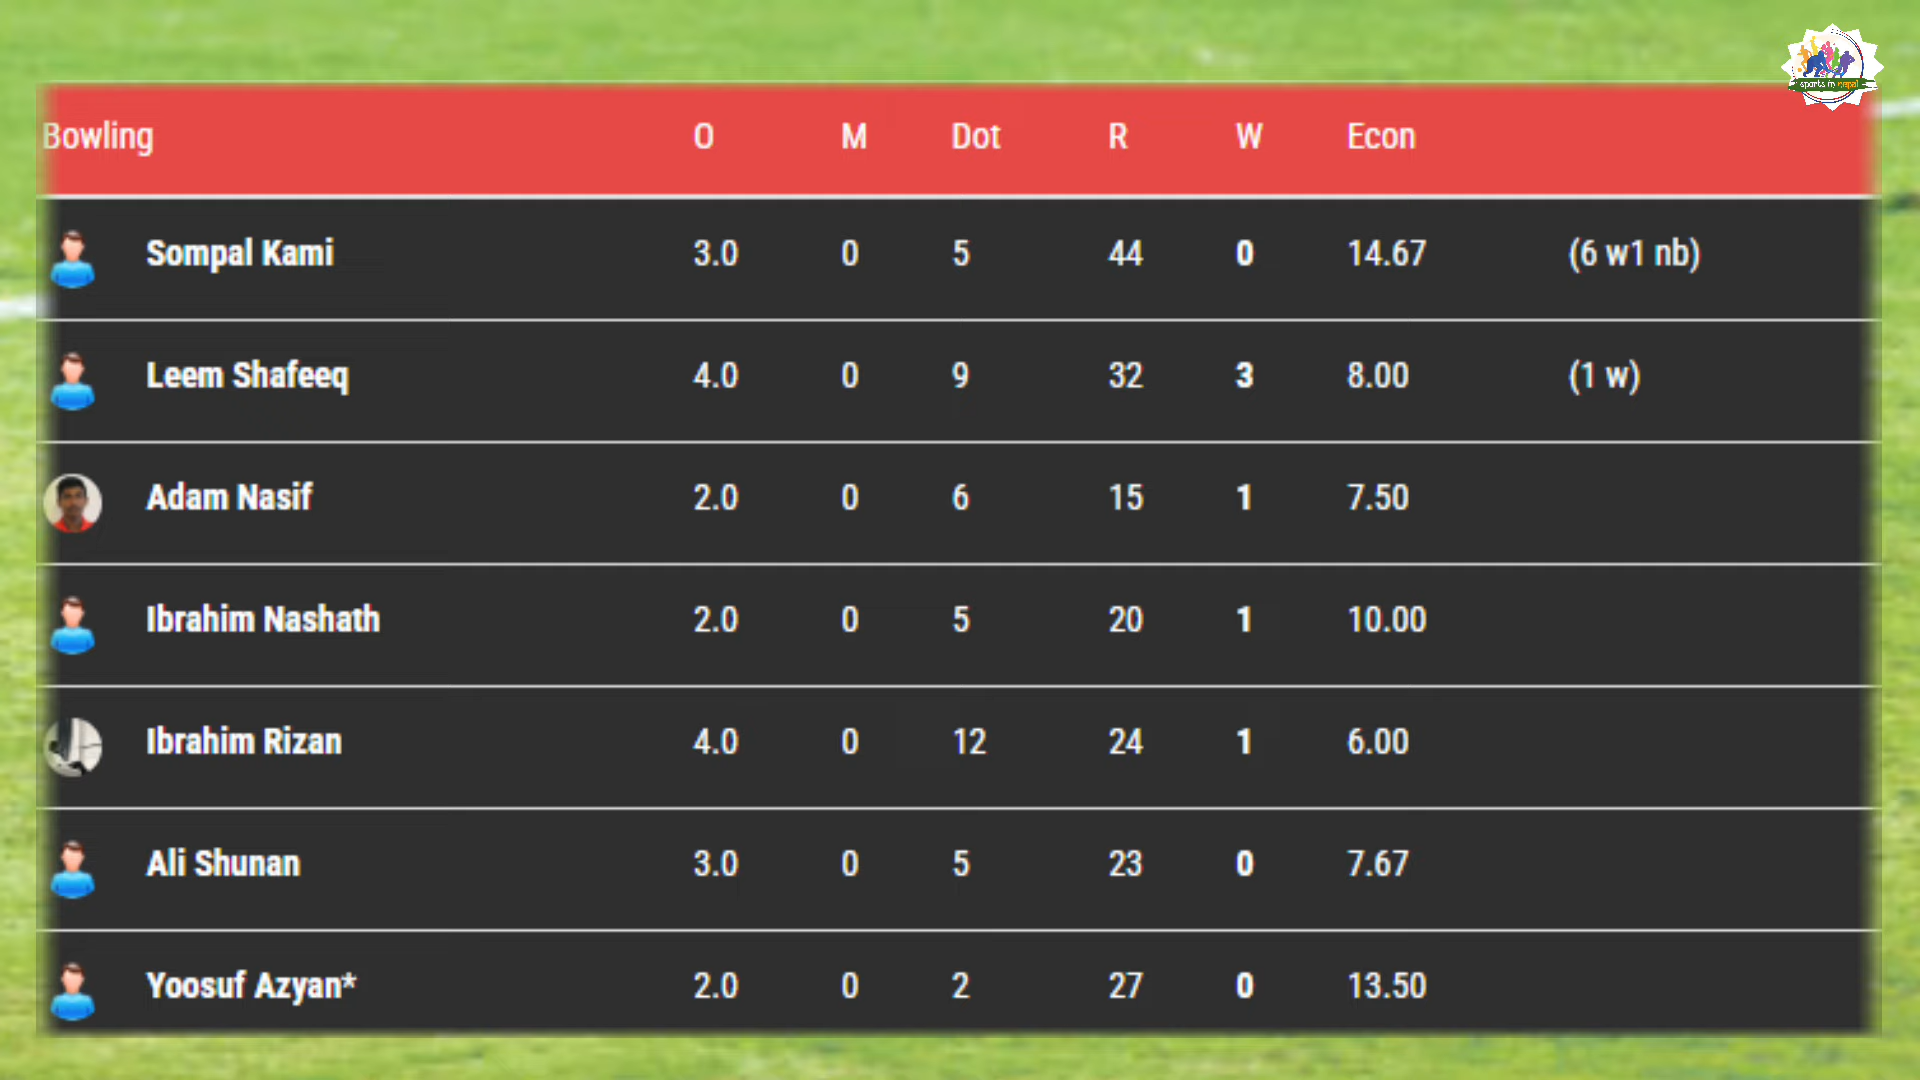 sports in nepal
Bowling O M Dot R W Econ
Sompal Kami 3.0 0 5 44 0 14.67 (6 w1 nb)
Leem Shafeeq 4.0 0 9 32 3 8.00 (1 w)
Adam Nasif 2.0 0 6 15 1 7.50
Ibrahim Nashath 2.0 0 5 20 1 10.00
Ibrahim Rizan 4.0 0 12 24 1 6.00
Ali Shunan 3.0 0 5 23 0 7.67
Yoosuf Azyan* 2.0 0 2 27 0 13.50